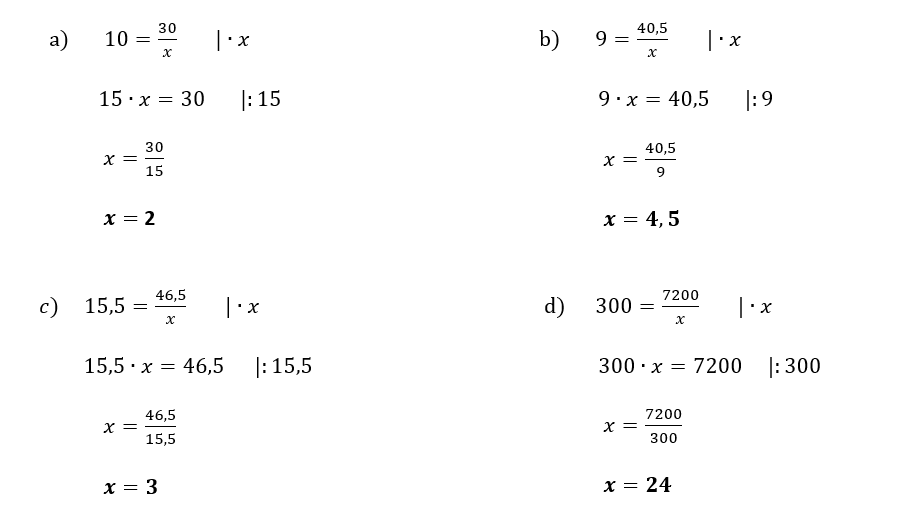 a) 10 = 30/x |· x
15 · x = 30 |: 15
x = 30/15
x = 2
b) 9 = 40,5/x |· x
9 · x = 40,5 |: 9
x = 40,5/9
x = 4,5
c) 15,5 = 46,5/x |· x
15,5 · x = 46,5 |: 15,5
x = 46,5/15,5
x = 3
d) 300 = 7200/x |· x
300 · x = 7200 |: 300
x = 7200/300
x = 24